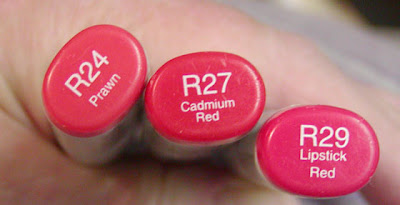 R24
Prawn
R27
Cadmium
Red
R29
Lipstick
Red